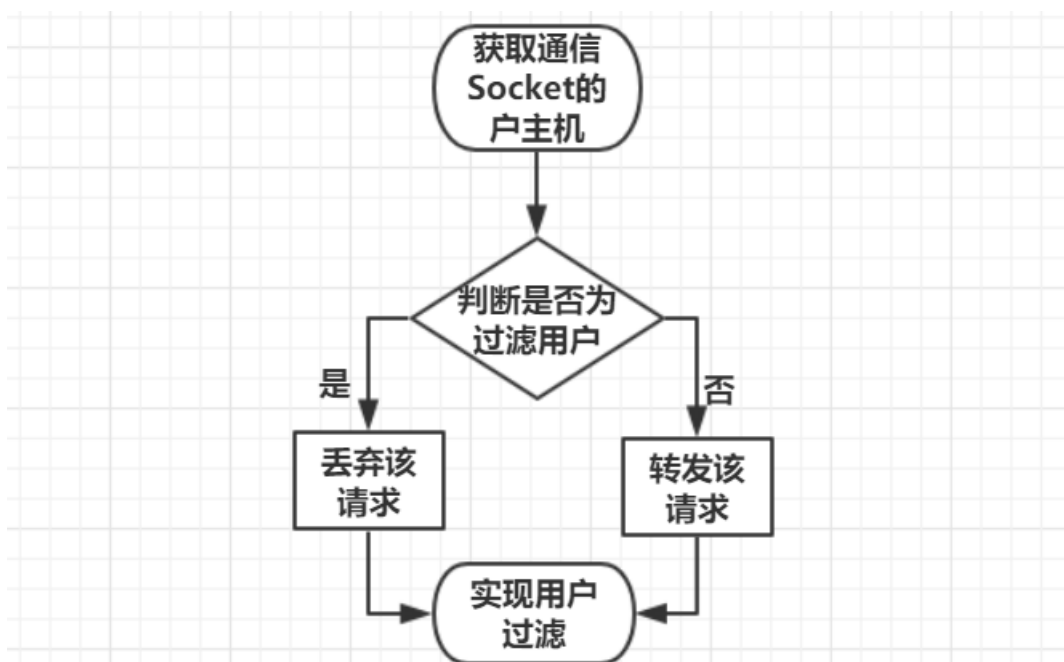 获取通信
Socket的
户主机
判断是否为
过滤用户
是
否
丢弃该
请求
转发该
请求
实现用户
过滤